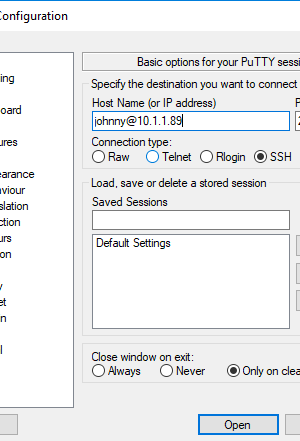 Configuration
Basic options for your PuTTY sessi
Specify the destination you want to connect
Host Name (or IP address)
johnny@10.1.1.89
Connection type:
Raw Telnet Rlogin SSH
Load, save or delete a stored session
Saved Sessions
Default Settings
Close window on exit:
Always Never Only on clea
Open
ing
oard
ures
earance
aviour
slation
ction
urs
on
y
et
n
l